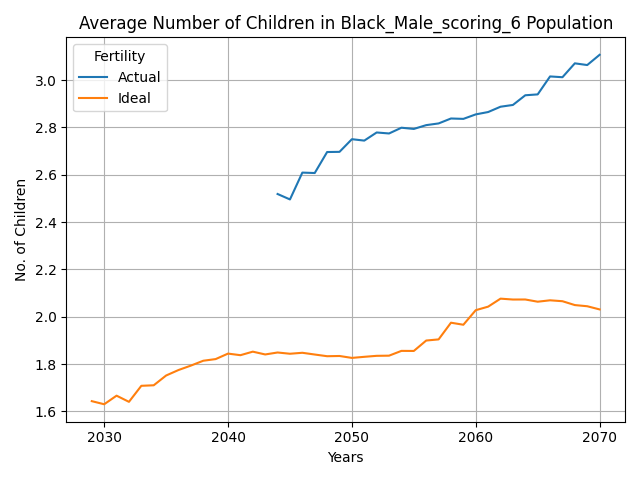 Average Number of Children in Black_Male_scoring_6 Population
Fertility
Actual
Ideal
No. of Children
3.0
2.8
2.6
2.4
2.2
2.0
1.8
1.6
2030 2040 2050 2060 2070
Years